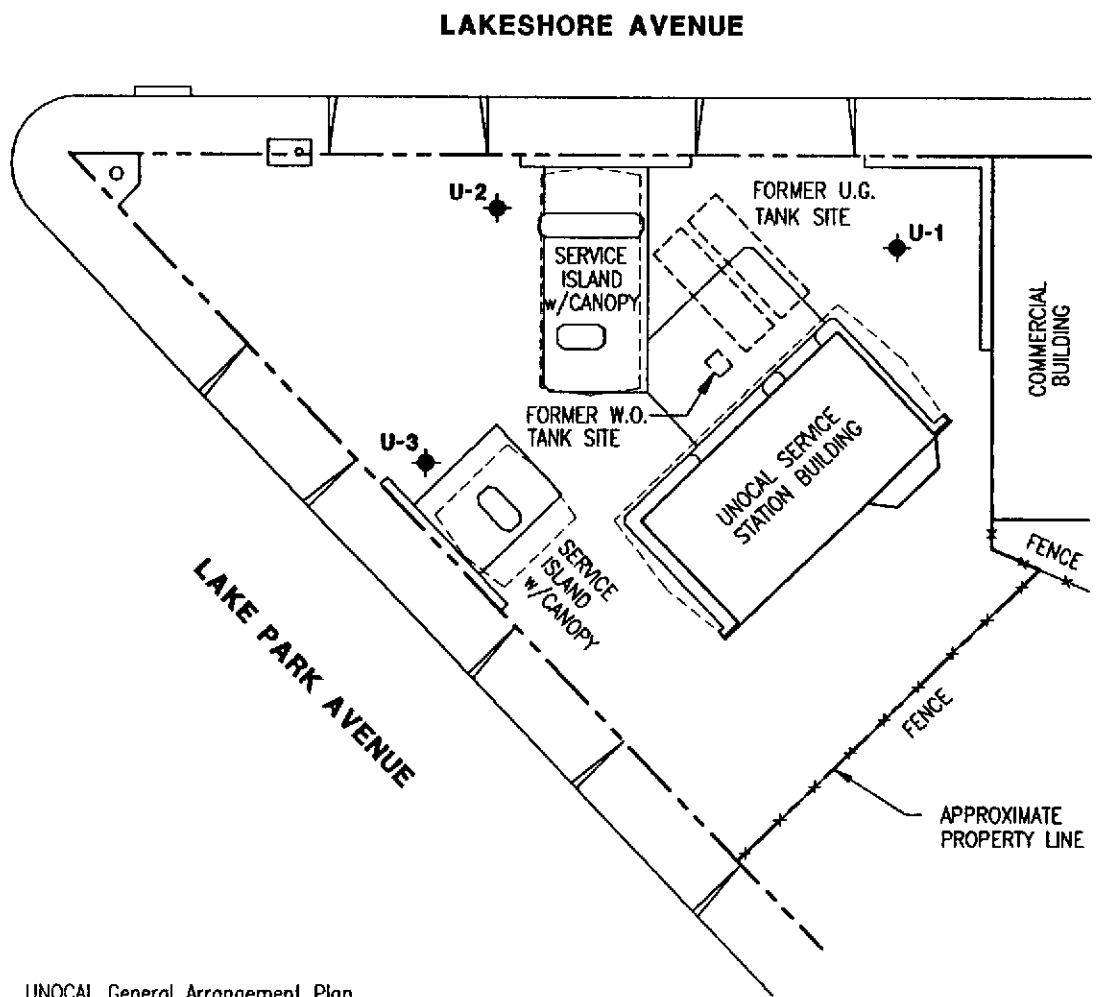 LAKESHORE AVENUE
U-2
FORMER U.G.
TANK SITE
U-1
SERVICE
ISLAND
w/CANOPY
COMMERCIAL
BUILDING
FORMER W.O.
TANK SITE
U-3
UNOCAL SERVICE
STATION BUILDING
SERVICE
ISLAND
w/CANOPY
FENCE
LAKE PARK AVENUE
FENCE
APPROXIMATE
PROPERTY LINE
UNOCAL General Arrangement Plan